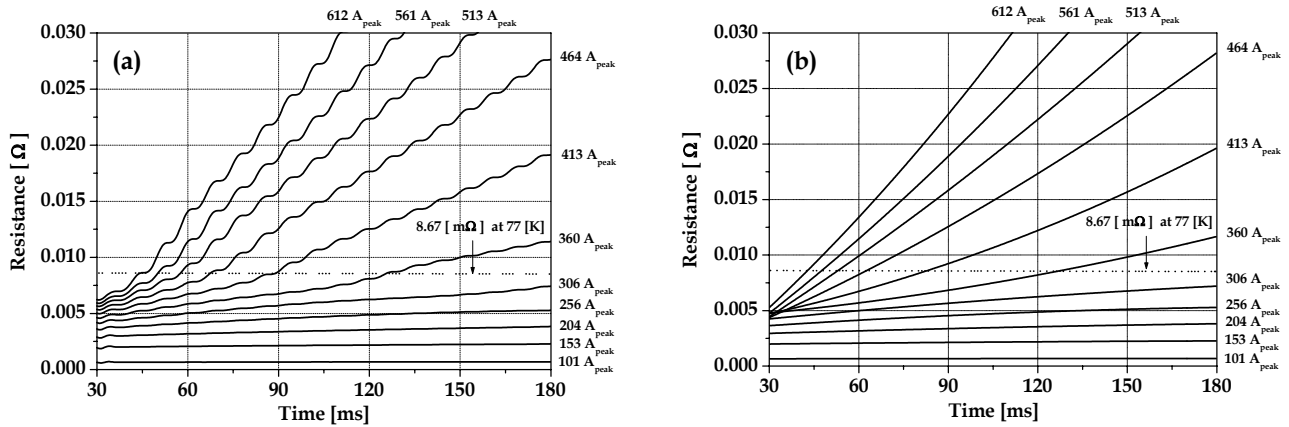 612 A_peak 561 A_peak 513 A_peak
0.030
(a)
464 A_peak
0.025
0.020
413 A_peak
Resistance [ Ω ]
0.015
8.67 [ mΩ ] at 77 [K]
360 A_peak
0.010
306 A_peak
256 A_peak
0.005
204 A_peak
153 A_peak
0.000
101 A_peak
30 60 90 120 150 180
Time [ms]
612 A_peak 561 A_peak 513 A_peak
0.030
(b)
464 A_peak
0.025
0.020
413 A_peak
Resistance [ Ω ]
0.015
8.67 [ mΩ ] at 77 [K]
360 A_peak
0.010
306 A_peak
256 A_peak
0.005
204 A_peak
153 A_peak
0.000
101 A_peak
30 60 90 120 150 180
Time [ms]